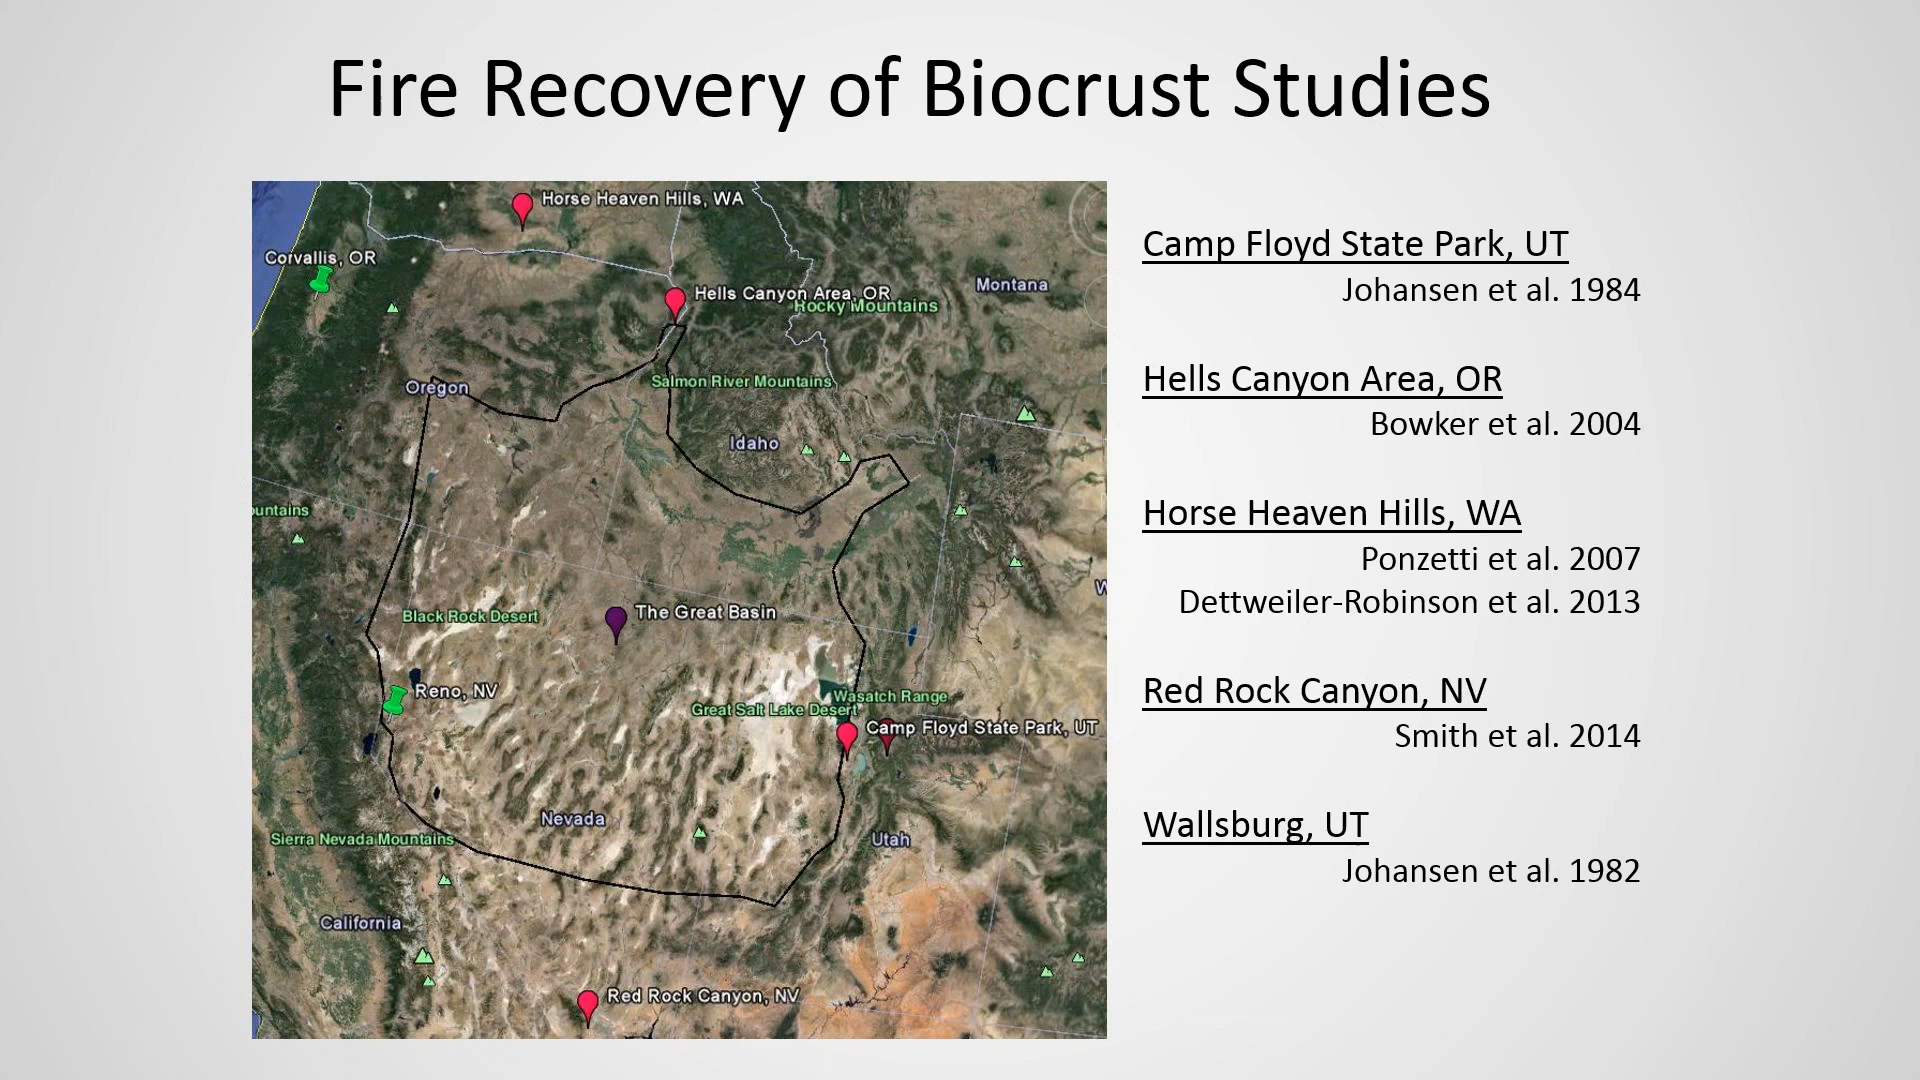 Fire Recovery of Biocrust Studies
Horse Heaven Hills, WA
Corvallis, OR
Hells Canyon Area, OR
Rocky Mountains
Montana
Salmon River Mountains
Oregon
Idaho
ountains
The Great Basin
Black Rock Desert
Reno, NV
Wasatch Range
Great Salt Lake Desert
Camp Floyd State Park, UT
Nevada
Sierra Nevada Mountains
Utah
California
Red Rock Canyon, NV
W
Camp Floyd State Park, UT
Johansen et al. 1984
Hells Canyon Area, OR
Bowker et al. 2004
Horse Heaven Hills, WA
Ponzetti et al. 2007
Dettweiler-Robinson et al. 2013
Red Rock Canyon, NV
Smith et al. 2014
Wallsburg, UT
Johansen et al. 1982